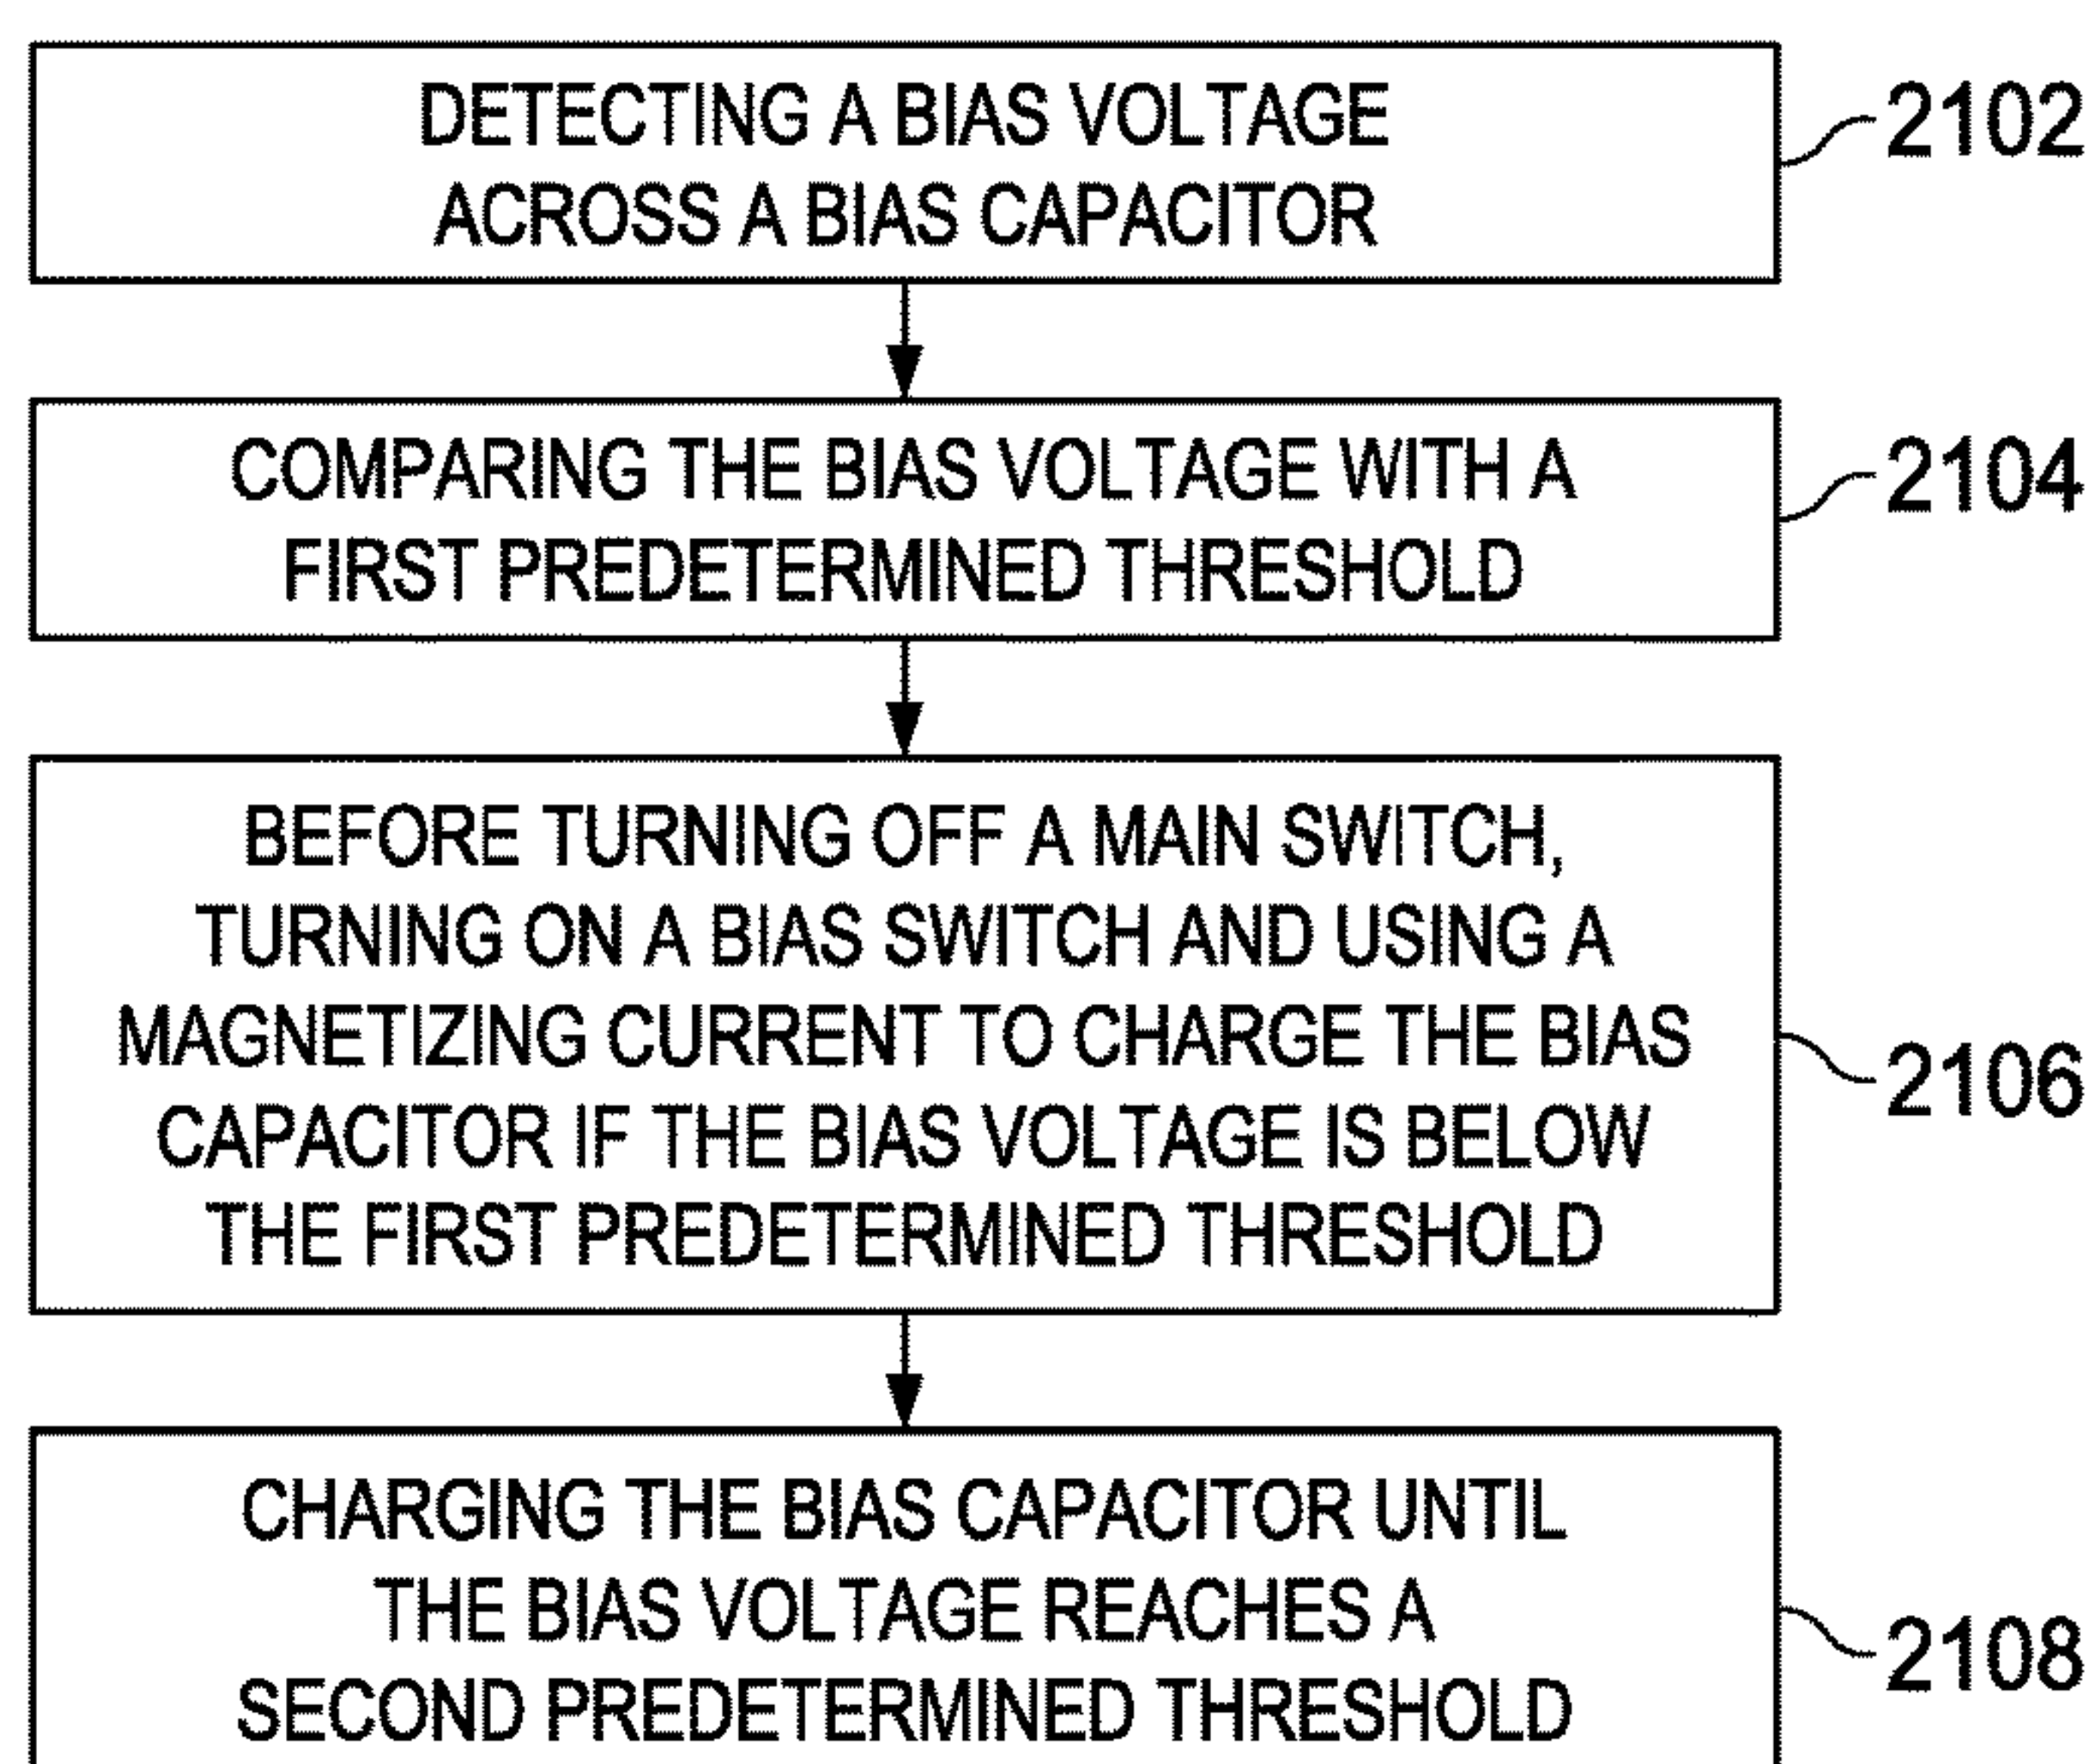 DETECTING A BIAS VOLTAGE
ACROSS A BIAS CAPACITOR
2102
COMPARING THE BIAS VOLTAGE WITH A
FIRST PREDETERMINED THRESHOLD
2104
BEFORE TURNING OFF A MAIN SWITCH,
TURNING ON A BIAS SWITCH AND USING A
MAGNETIZING CURRENT TO CHARGE THE BIAS
CAPACITOR IF THE BIAS VOLTAGE IS BELOW
THE FIRST PREDETERMINED THRESHOLD
2106
CHARGING THE BIAS CAPACITOR UNTIL
THE BIAS VOLTAGE REACHES A
SECOND PREDETERMINED THRESHOLD
2108